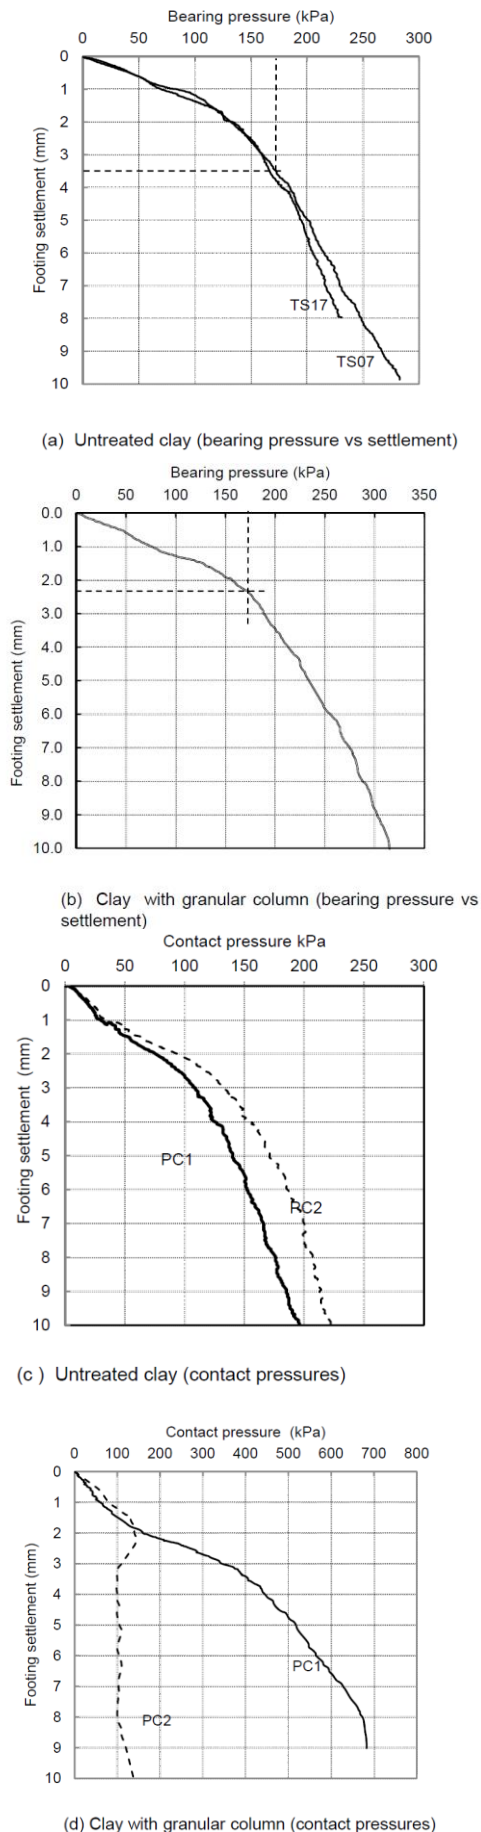 Bearing pressure (kPa)
0 50 100 150 200 250 300
0
1
2
3
4
5
6
7
8
9
10
Footing settlement (mm)
TS17
TS07
(a) Untreated clay (bearing pressure vs settlement)
Bearing pressure (kPa)
0 50 100 150 200 250 300 350
0.0
1.0
2.0
3.0
4.0
5.0
6.0
7.0
8.0
9.0
10.0
Footing settlement (mm)
(b) Clay with granular column (bearing pressure vs
settlement)
Contact pressure kPa
0 50 100 150 200 250 300
0
1
2
3
4
5
6
7
8
9
10
Footing settlement (mm)
PC1
PC2
(c ) Untreated clay (contact pressures)
Contact pressure (kPa)
0 100 200 300 400 500 600 700 800
0
1
2
3
4
5
6
7
8
9
10
Footing settlement (mm)
PC1
PC2
(d) Clay with granular column (contact pressures)